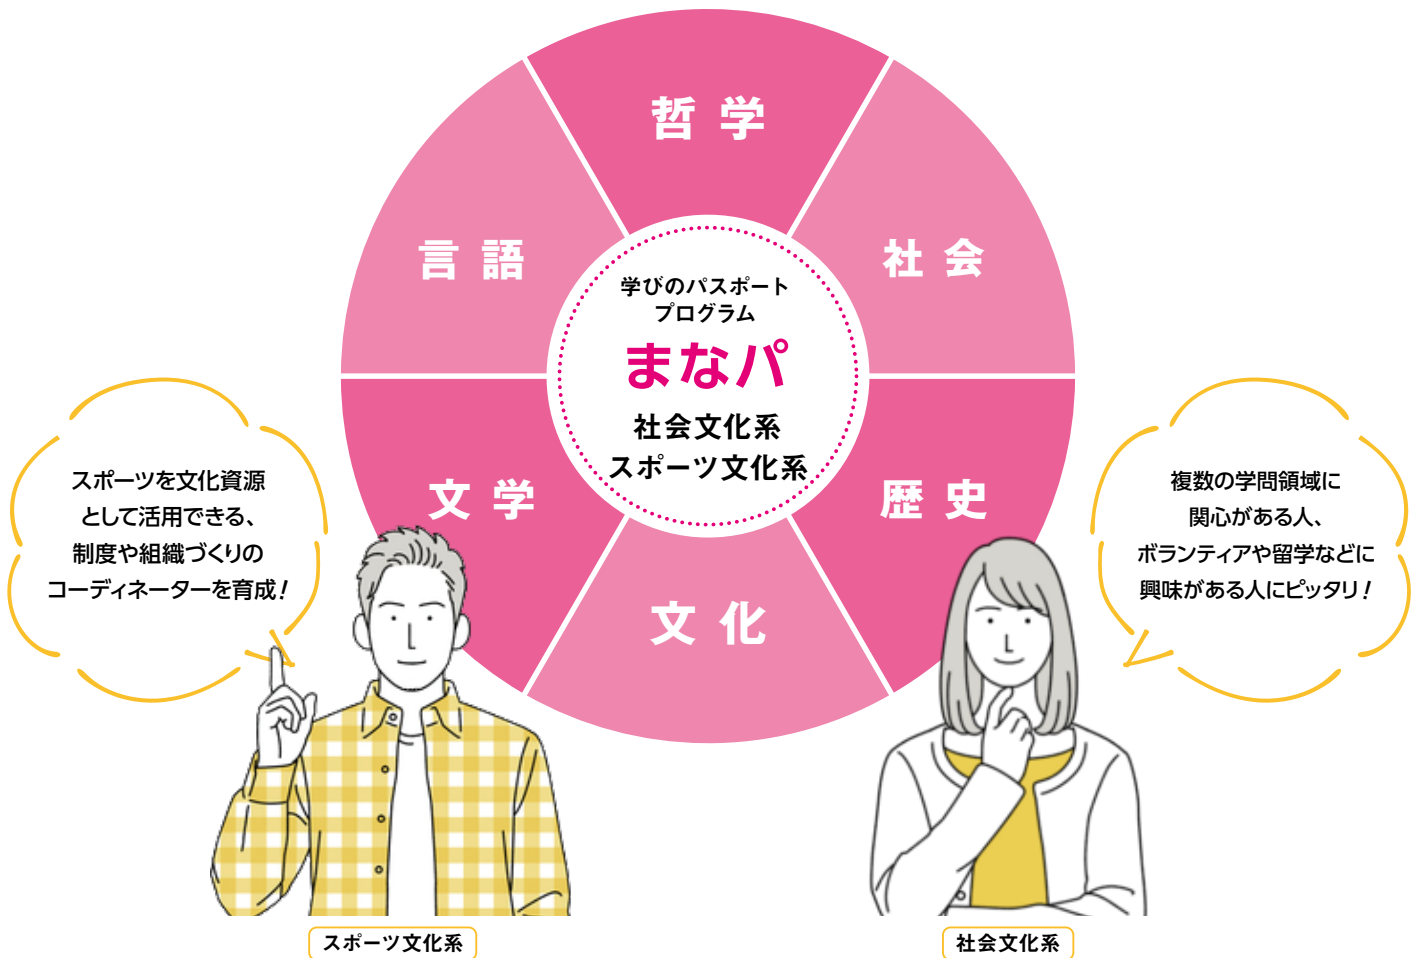 哲学
言語
社会
学びのパスポート
プログラム
まなパ
社会文化系
スポーツ文化系
文学
歴史
文化
スポーツを文化資源
として活用できる、
制度や組織づくりの
コーディネーターを育成!
複数の学問領域に
関心がある人、
ボランティアや留学などに
興味がある人にピッタリ!
スポーツ文化系
社会文化系